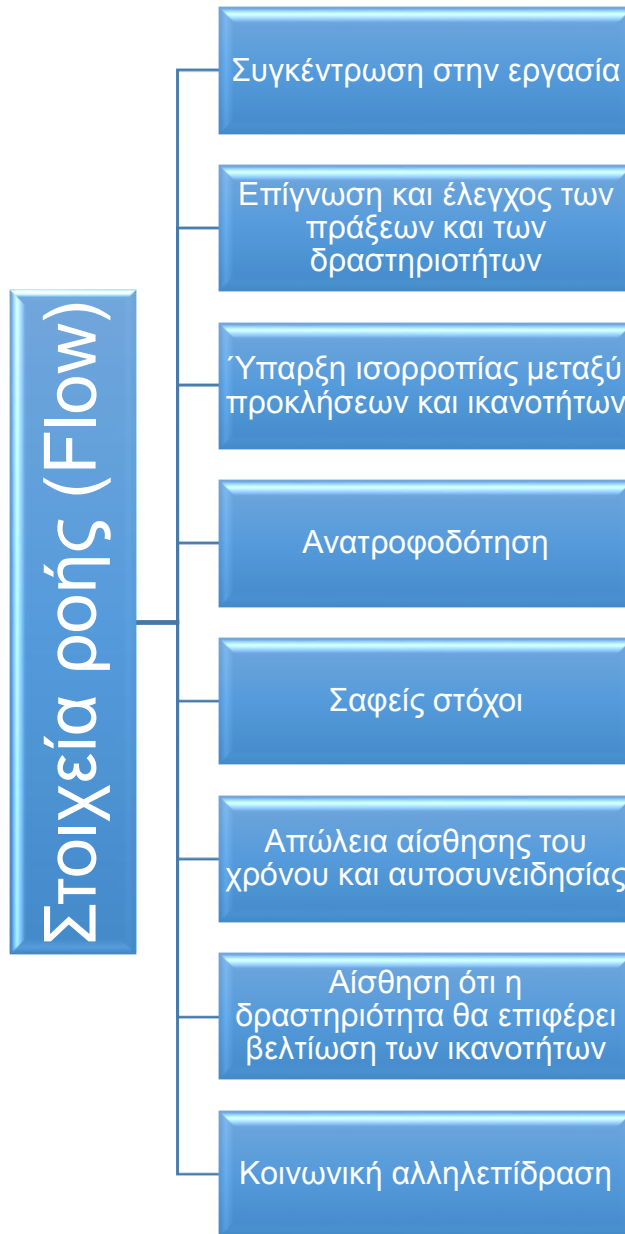 Στοιχεία ροής (Flow)
Συγκέντρωση στην εργασία
Επίγνωση και έλεγχος των
πράξεων και των
δραστηριοτήτων
Ύπαρξη ισορροπίας μεταξύ
προκλήσεων και ικανοτήτων
Ανατροφοδότηση
Σαφείς στόχοι
Απώλεια αίσθησης του
χρόνου και αυτοσυνειδησίας
Αίσθηση ότι η
δραστηριότητα θα επιφέρει
βελτίωση των ικανοτήτων
Κοινωνική αλληλεπίδραση